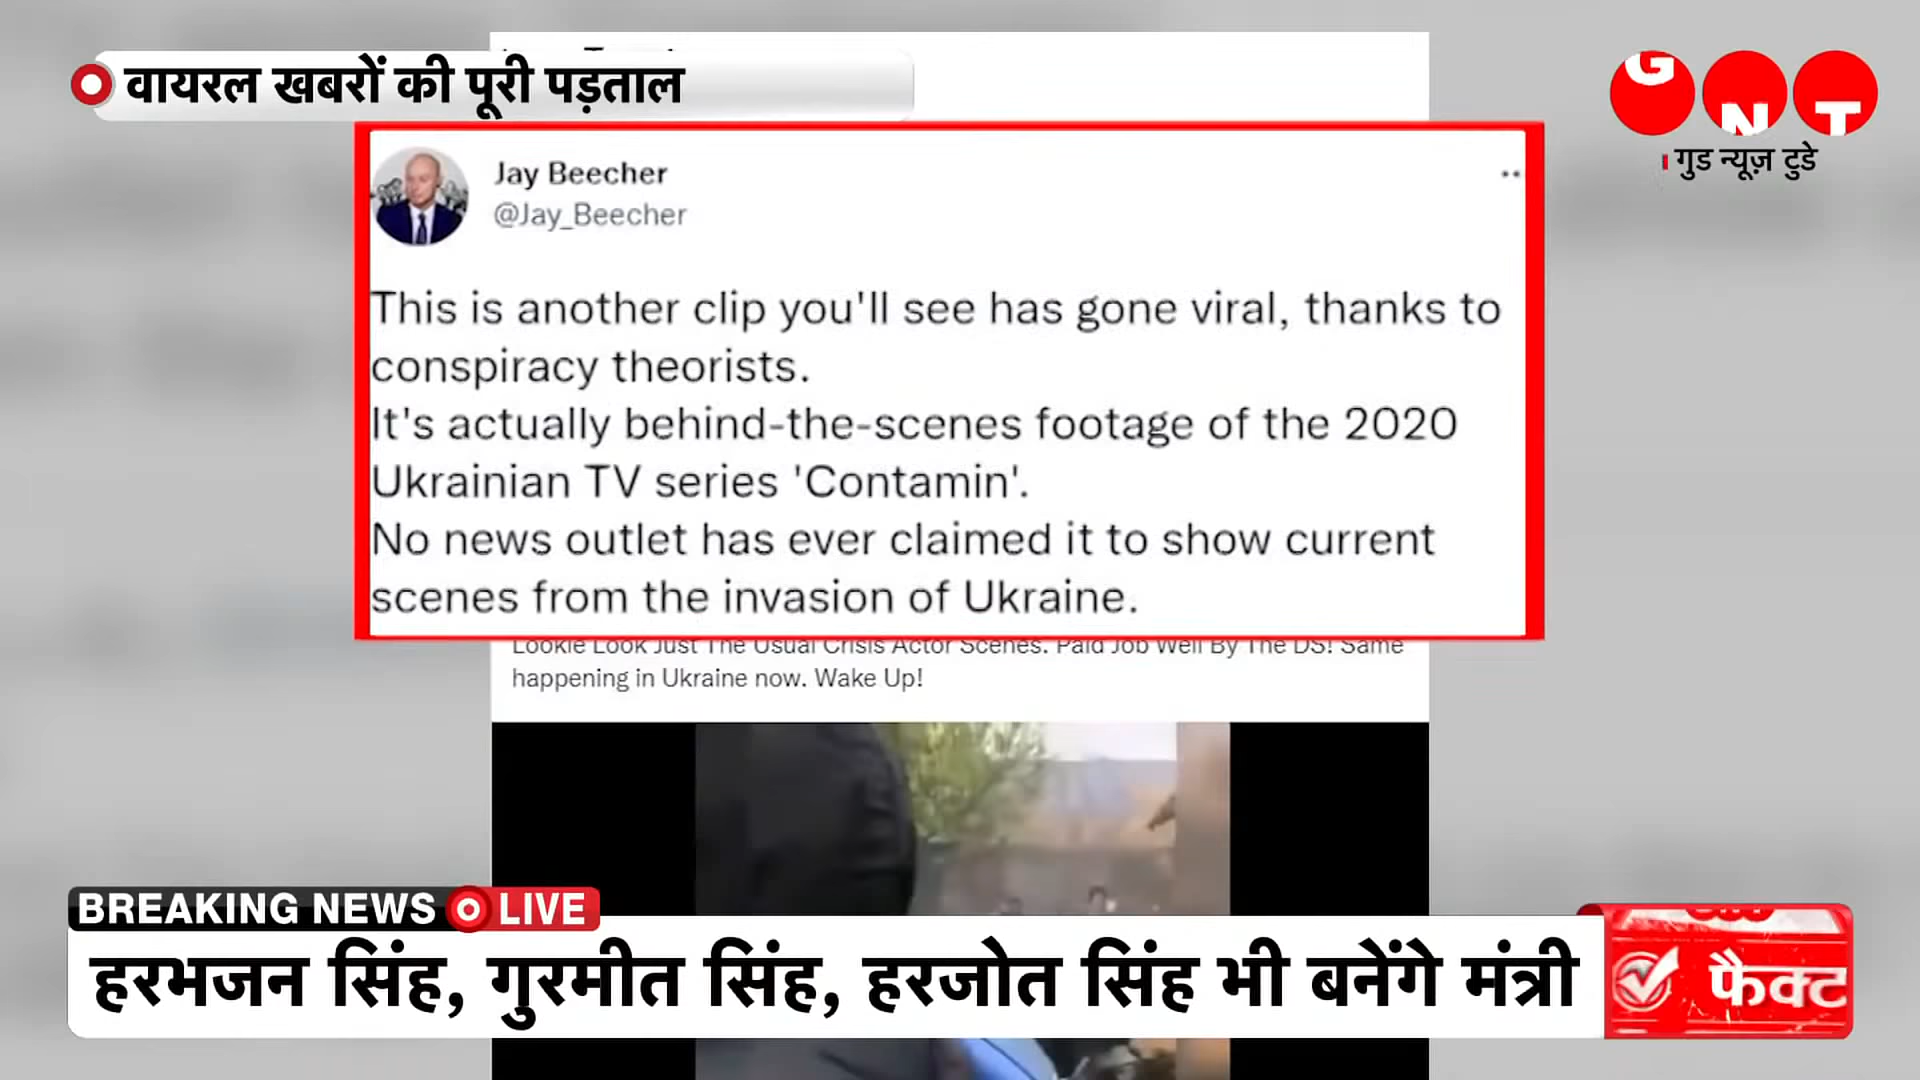 वायरल खबरों की पूरी पड़ताल
GNT
गुड न्यूज़ टुडे
Jay Beecher
@Jay_Beecher
This is another clip you'll see has gone viral, thanks to
conspiracy theorists.
It's actually behind-the-scenes footage of the 2020
Ukrainian TV series 'Contamin'.
No news outlet has ever claimed it to show current
scenes from the invasion of Ukraine.
Lookie Look Just The Usual Crisis Actor Scenes. Paid Job Well By The DS! Same
happening in Ukraine now. Wake Up!
BREAKING NEWS LIVE
हरभजन सिंह, गुरमीत सिंह, हरजोत सिंह भी बनेंगे मंत्री
फैक्ट